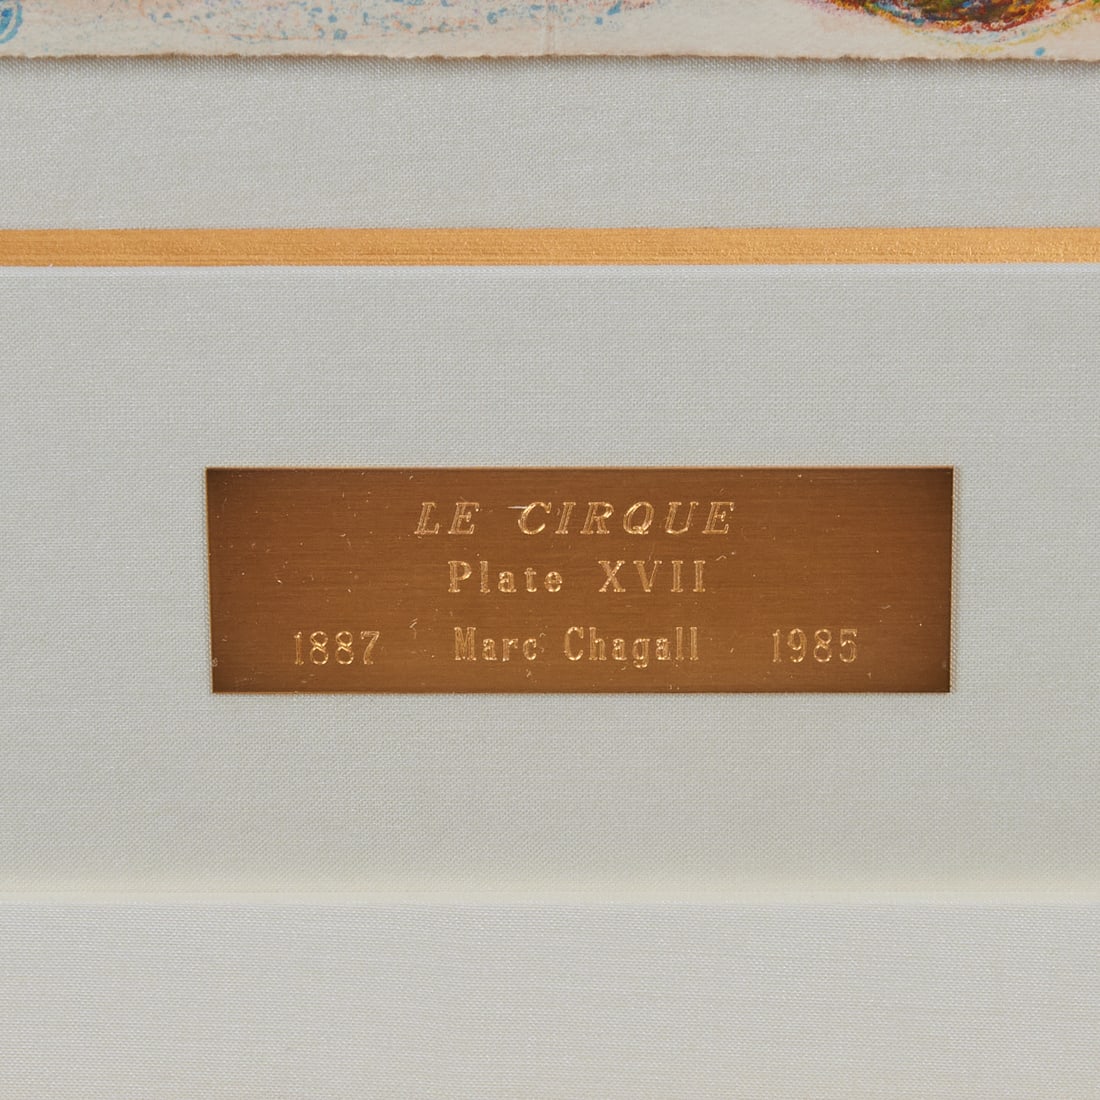 LE CIRQUE
Plate XVII
1887 Marc Chagall 1985